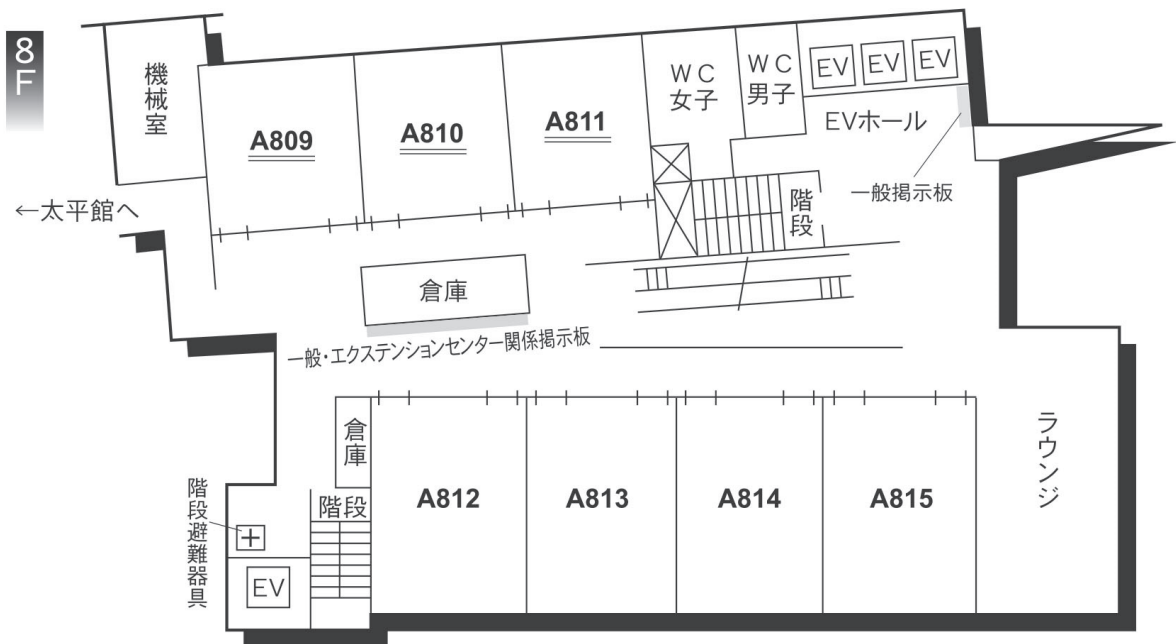 8F
機械室
A809
A810
A811
WC
女子
WC
男子
EV
EV
EV
EVホール
一般掲示板
←太平館へ
階段
倉庫
一般・エクステンションセンター関係掲示板
倉庫
階段
A812
A813
A814
A815
ラウンジ
階段避難器具
EV